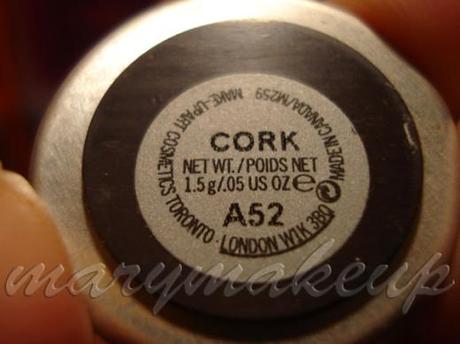 MAKE-UP ART COSMETICS TORONTO · LONDON W1K 3BQ
MADE IN CANADA/M259
CORK
NET WT./POIDS NET
1.5 g/.05 US OZ e
A52
marymakeup